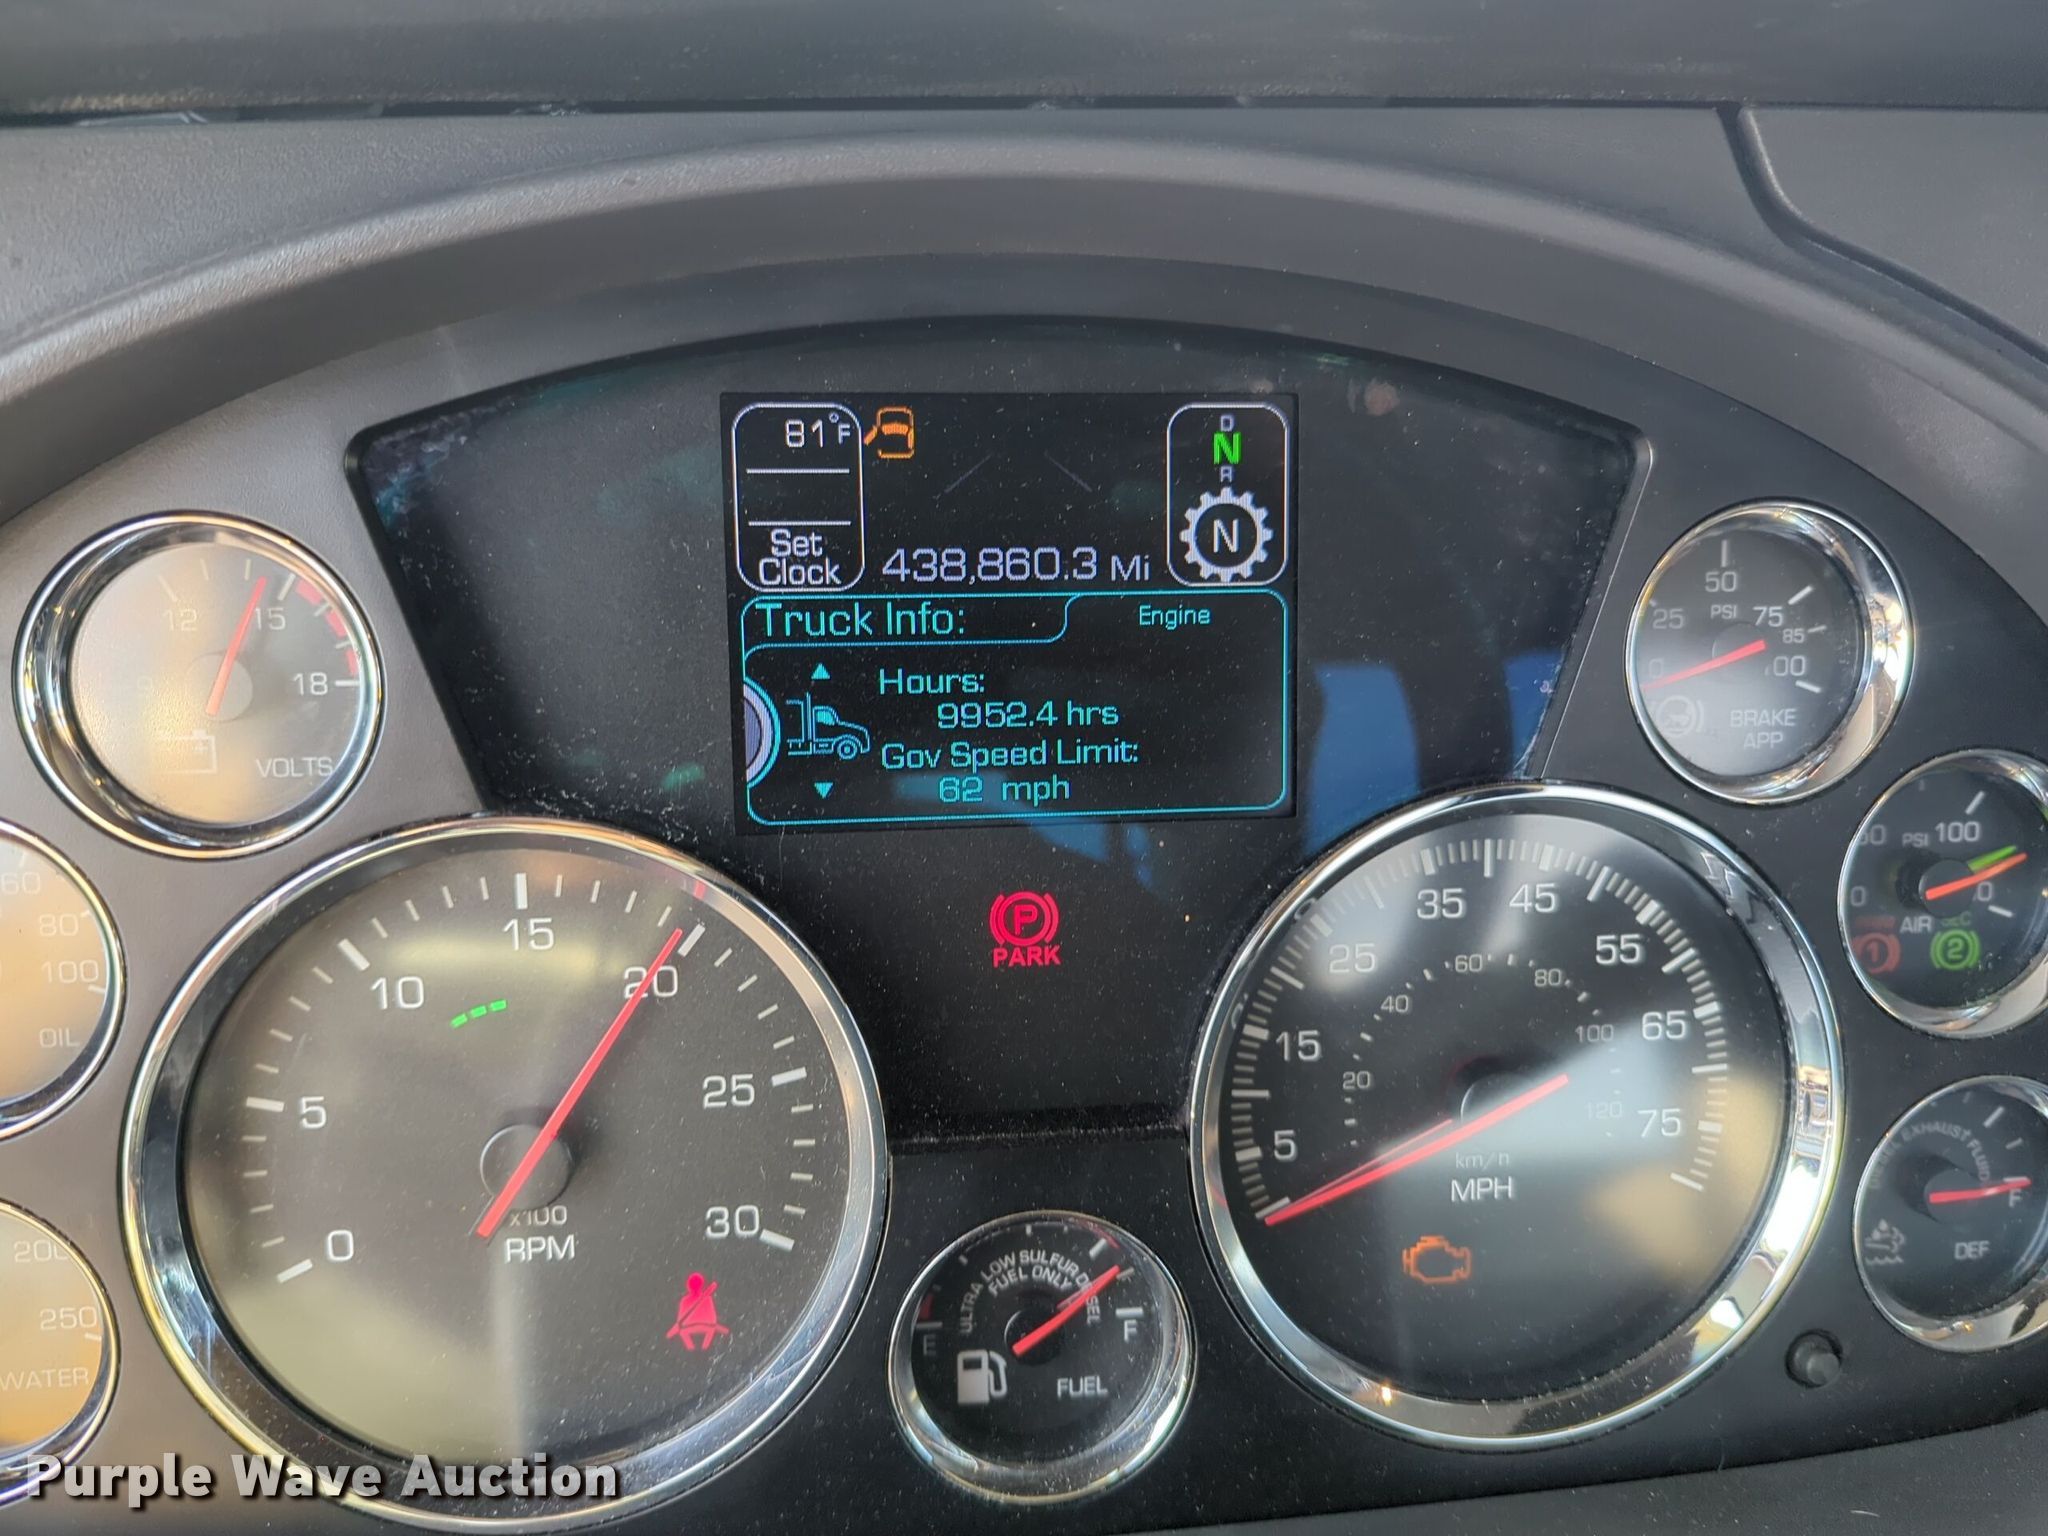 81°F
D
N
R
N
Set
Clock
438,860.3 Mi
Truck Info:
Engine
Hours:
9952.4 hrs
Gov Speed Limit:
62 mph
12
15
18
VOLTS
50
25
PSI
75
85
0
BRAKE
APP
PSI
100
0
AIR
1
2
60
80
100
OIL
P
PARK
0
5
10
15
20
25
30
x100
RPM
5
15
25
35
45
55
65
75
20
40
60
80
100
120
km/h
MPH
200
250
WATER
ULTRA LOW SULFUR DIESEL
FUEL ONLY
E
F
FUEL
EXHAUST FLUID
F
DEF
Purple Wave Auction